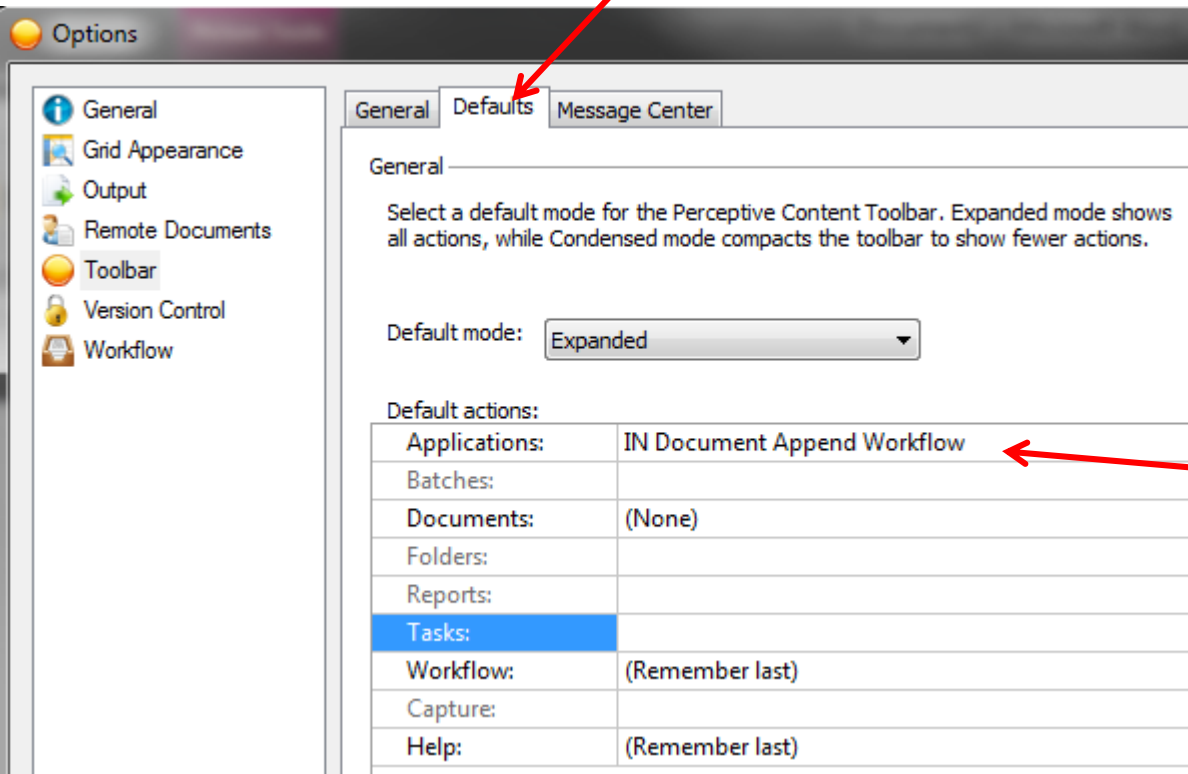 Options
General
Grid Appearance
Output
Remote Documents
Toolbar
Version Control
Workflow
General Defaults Message Center
General
Select a default mode for the Perceptive Content Toolbar. Expanded mode shows
all actions, while Condensed mode compacts the toolbar to show fewer actions.
Default mode: Expanded
Default actions:
Applications: IN Document Append Workflow
Batches:
Documents: (None)
Folders:
Reports:
Tasks:
Workflow: (Remember last)
Capture:
Help: (Remember last)